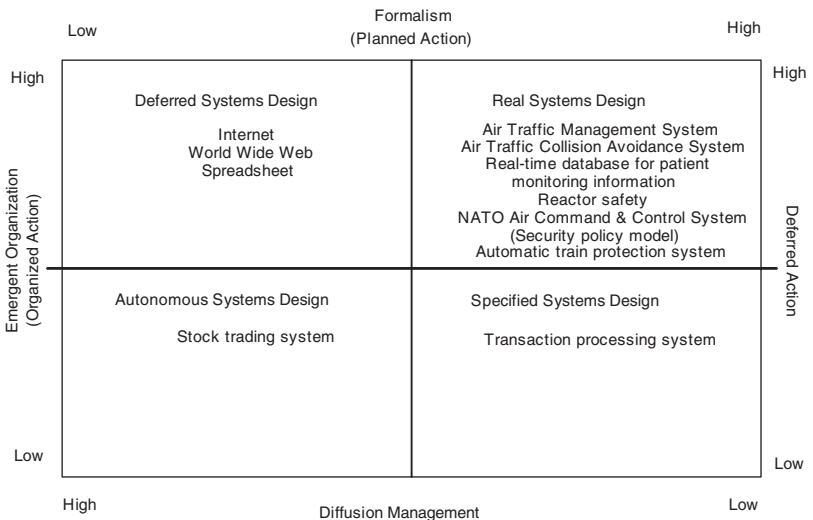 Formalism
(Planned Action)
Low
High
High
High
Deferred Systems Design
Internet
World Wide Web
Spreadsheet
Real Systems Design
Air Traffic Management System
Air Traffic Collision Avoidance System
Real-time database for patient
monitoring information
Reactor safety
NATO Air Command & Control System
(Security policy model)
Automatic train protection system
Emergent Organization
(Organized Action)
Deferred Action
Autonomous Systems Design
Stock trading system
Specified Systems Design
Transaction processing system
Low
Low
High
Diffusion Management
Low